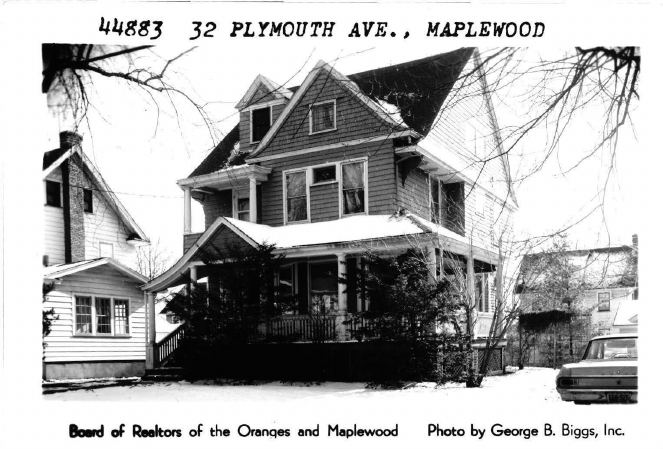 44883 32 PLYMOUTH AVE., MAPLEWOOD
Board of Realtors of the Oranges and Maplewood Photo by George B. Biggs, Inc.